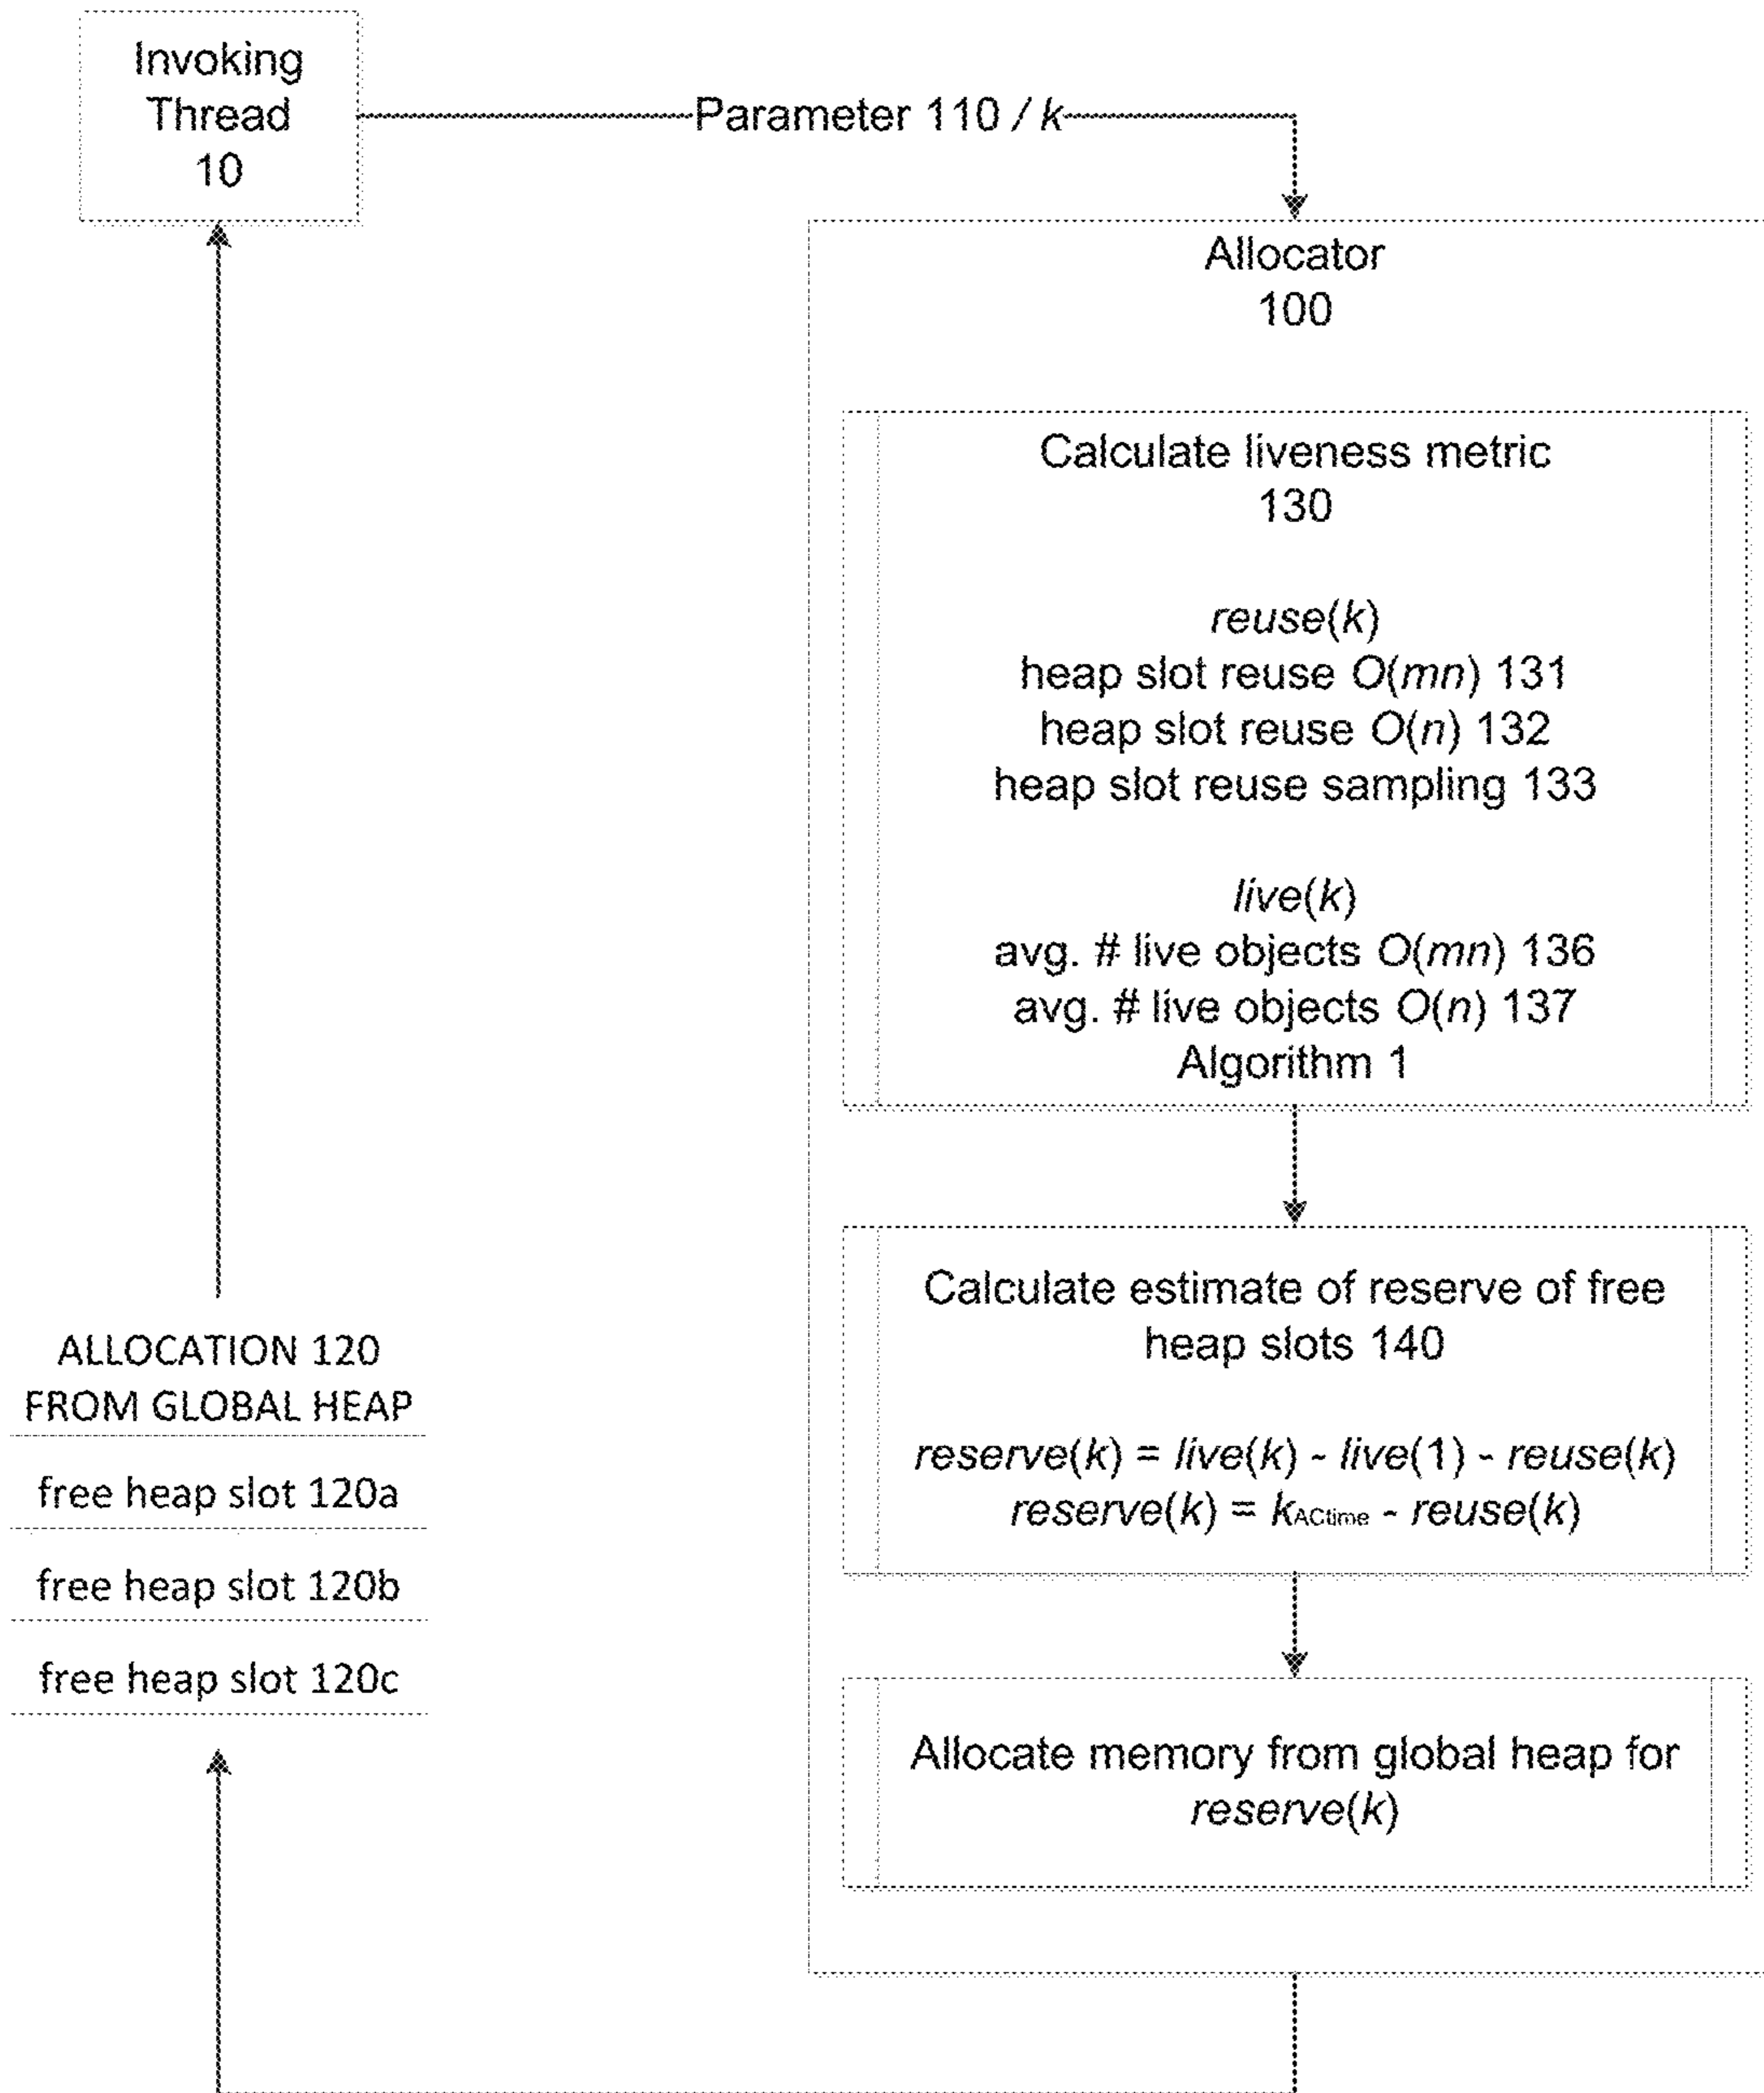 Invoking
Thread
10
Parameter 110 / k
Allocator
100
Calculate liveness metric
130
reuse(k)
heap slot reuse O(mn) 131
heap slot reuse O(n) 132
heap slot reuse sampling 133
live(k)
avg. # live objects O(mn) 136
avg. # live objects O(n) 137
Algorithm 1
Calculate estimate of reserve of free
heap slots 140
reserve(k) = live(k) - live(1) - reuse(k)
reserve(k) = kACtime - reuse(k)
Allocate memory from global heap for
reserve(k)
ALLOCATION 120
FROM GLOBAL HEAP
free heap slot 120a
free heap slot 120b
free heap slot 120c